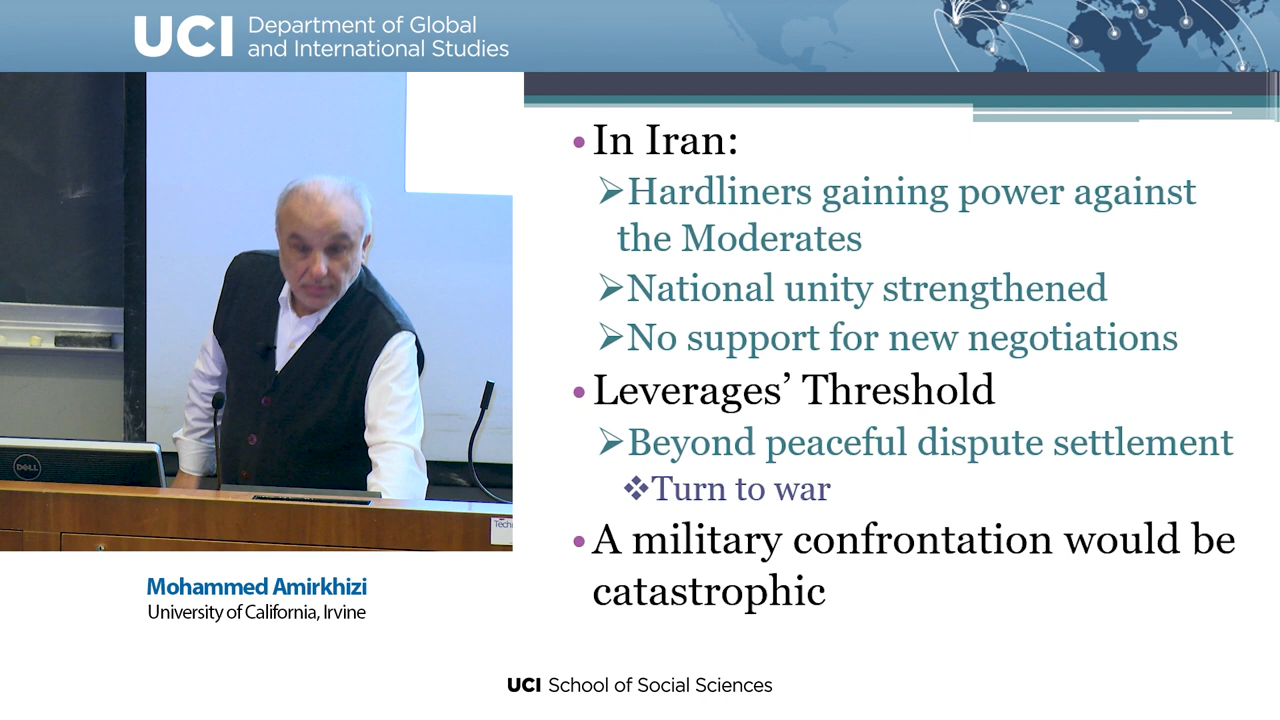 UCI Department of Global
and International Studies
• In Iran:
➢Hardliners gaining power against
the Moderates
➢National unity strengthened
➢No support for new negotiations
• Leverages’ Threshold
➢Beyond peaceful dispute settlement
❖Turn to war
• A military confrontation would be
catastrophic
DELL
Tech
Mohammed Amirkhizi
University of California, Irvine
UCI School of Social Sciences